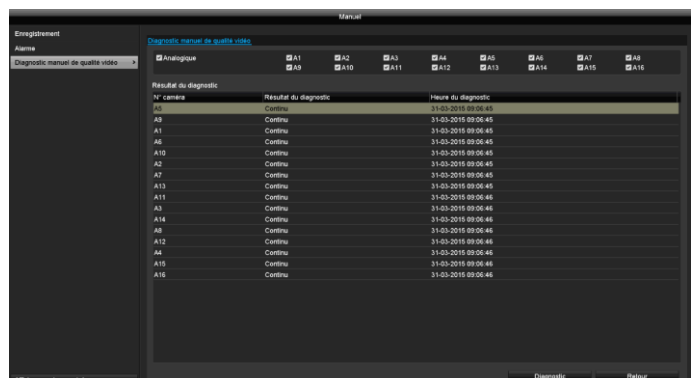 Manuel
Enregistrement
Alarme
Diagnostic manuel de qualité vidéo >
Diagnostic manuel de qualité vidéo
Analogique A1 A2 A3 A4 A5 A6 A7 A8
A9 A10 A11 A12 A13 A14 A15 A16
Résultat du diagnostic
N° caméra Résultat du diagnostic Heure du diagnostic
A5 Continu 31-03-2015 09:06:45
A9 Continu 31-03-2015 09:06:45
A1 Continu 31-03-2015 09:06:45
A6 Continu 31-03-2015 09:06:45
A10 Continu 31-03-2015 09:06:45
A2 Continu 31-03-2015 09:06:45
A7 Continu 31-03-2015 09:06:45
A13 Continu 31-03-2015 09:06:45
A11 Continu 31-03-2015 09:06:46
A3 Continu 31-03-2015 09:06:46
A14 Continu 31-03-2015 09:06:46
A8 Continu 31-03-2015 09:06:46
A12 Continu 31-03-2015 09:06:46
A4 Continu 31-03-2015 09:06:46
A15 Continu 31-03-2015 09:06:46
A16 Continu 31-03-2015 09:06:46
Diagnostic Retour